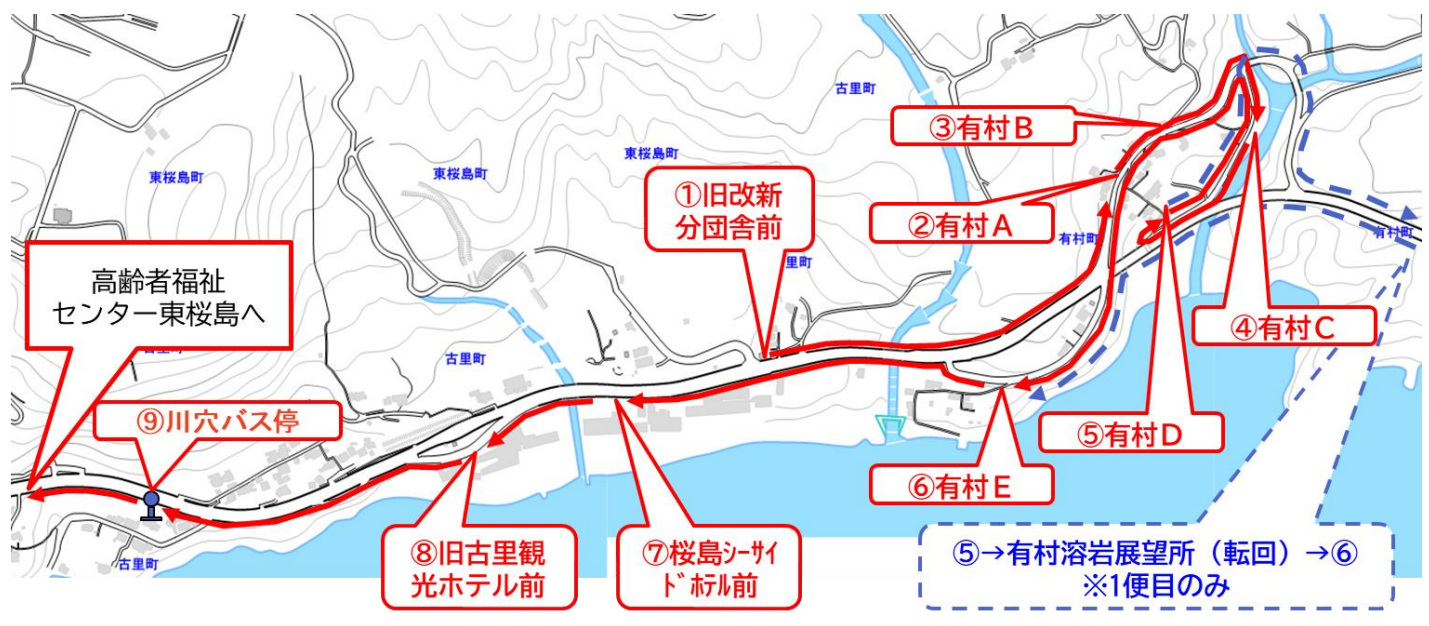 古里町
③有村B
東桜島町
東桜島町
東桜島町
①旧改新
分団舎前
②有村A
有村町
有村町
里町
高齢者福祉
センター東桜島へ
④有村C
古里町
⑨川穴バス停
⑤有村D
⑥有村E
⑧旧古里観
光ホテル前
⑦桜島ｼｰｻｲ
ﾄﾞﾎﾃﾙ前
⑤→有村溶岩展望所（転回）→⑥
※1便目のみ
古里町